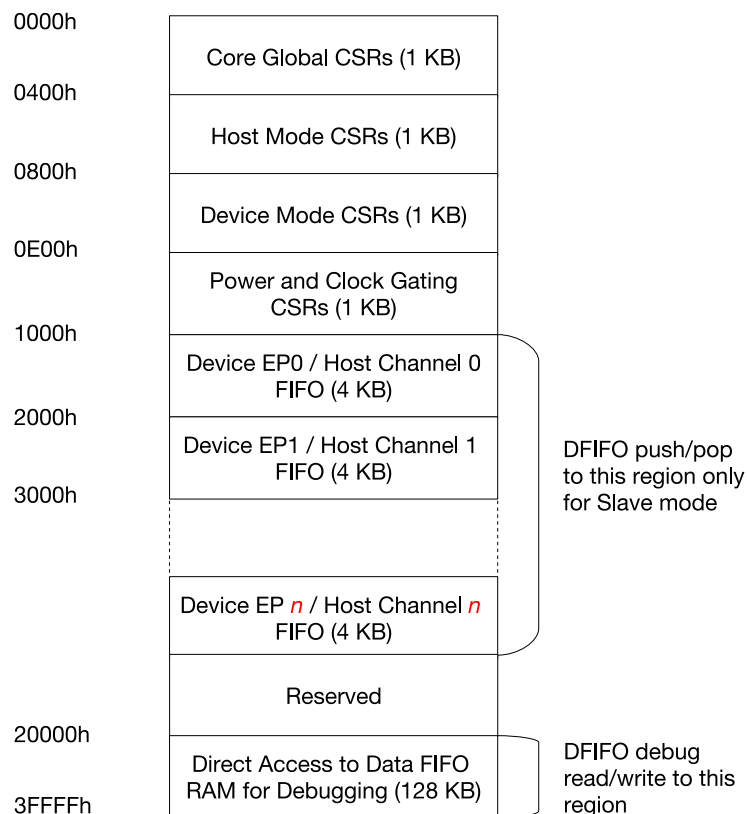 0000h
Core Global CSRs (1 KB)
0400h
Host Mode CSRs (1 KB)
0800h
Device Mode CSRs (1 KB)
0E00h
Power and Clock Gating
CSRs (1 KB)
1000h
Device EP0 / Host Channel 0
FIFO (4 KB)
2000h
Device EP1 / Host Channel 1
FIFO (4 KB)
3000h
DFIFO push/pop
to this region only
for Slave mode
Device EP n / Host Channel n
FIFO (4 KB)
Reserved
20000h
Direct Access to Data FIFO
RAM for Debugging (128 KB)
3FFFFh
DFIFO debug
read/write to this
region